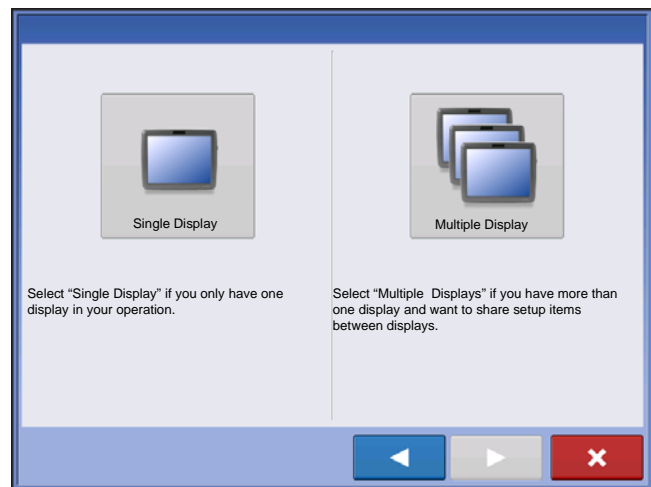 Single Display
Select “Single Display” if you only have one
display in your operation.
Multiple Display
Select “Multiple  Displays” if you have more than
one display and want to share setup items
between displays.